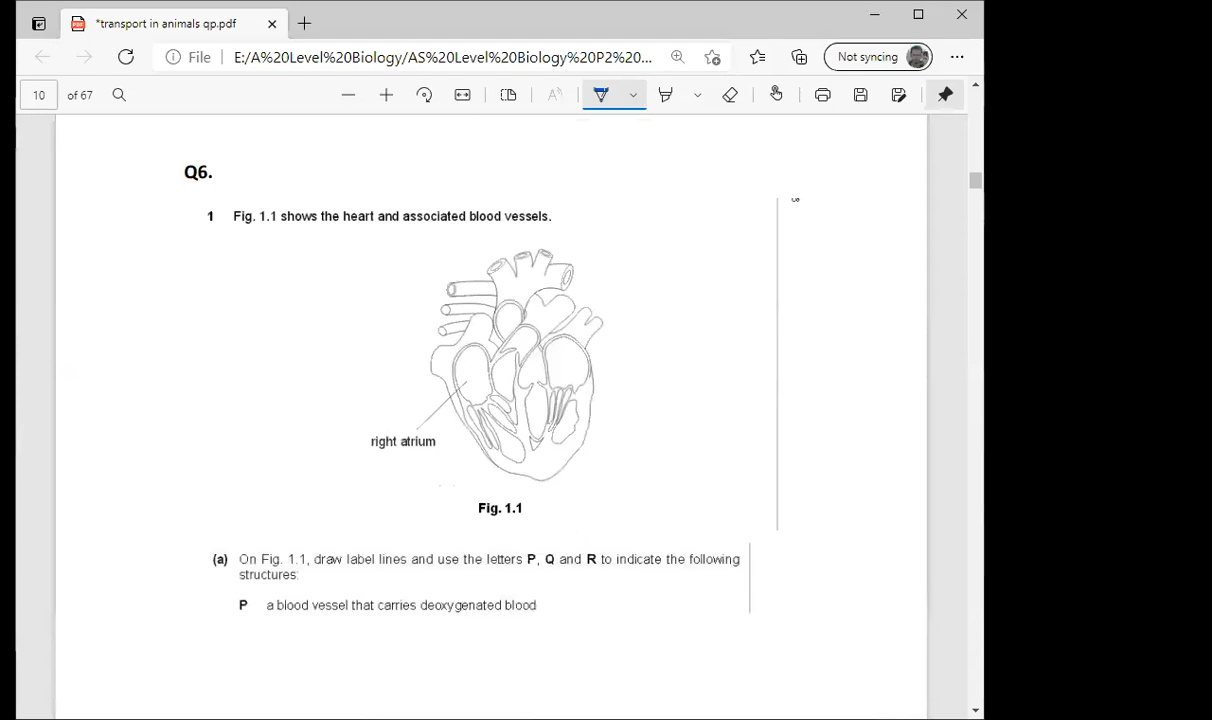 *transport in animals qp.pdf
File
E:/A%20Level%20Biology/AS%20Level%20Biology%20P2%20...
Not syncing
10 of 67
Q6.
1 Fig. 1.1 shows the heart and associated blood vessels.
right atrium
Fig. 1.1
(a) On Fig. 1.1, draw label lines and use the letters P, Q and R to indicate the following
structures:
P a blood vessel that carries deoxygenated blood